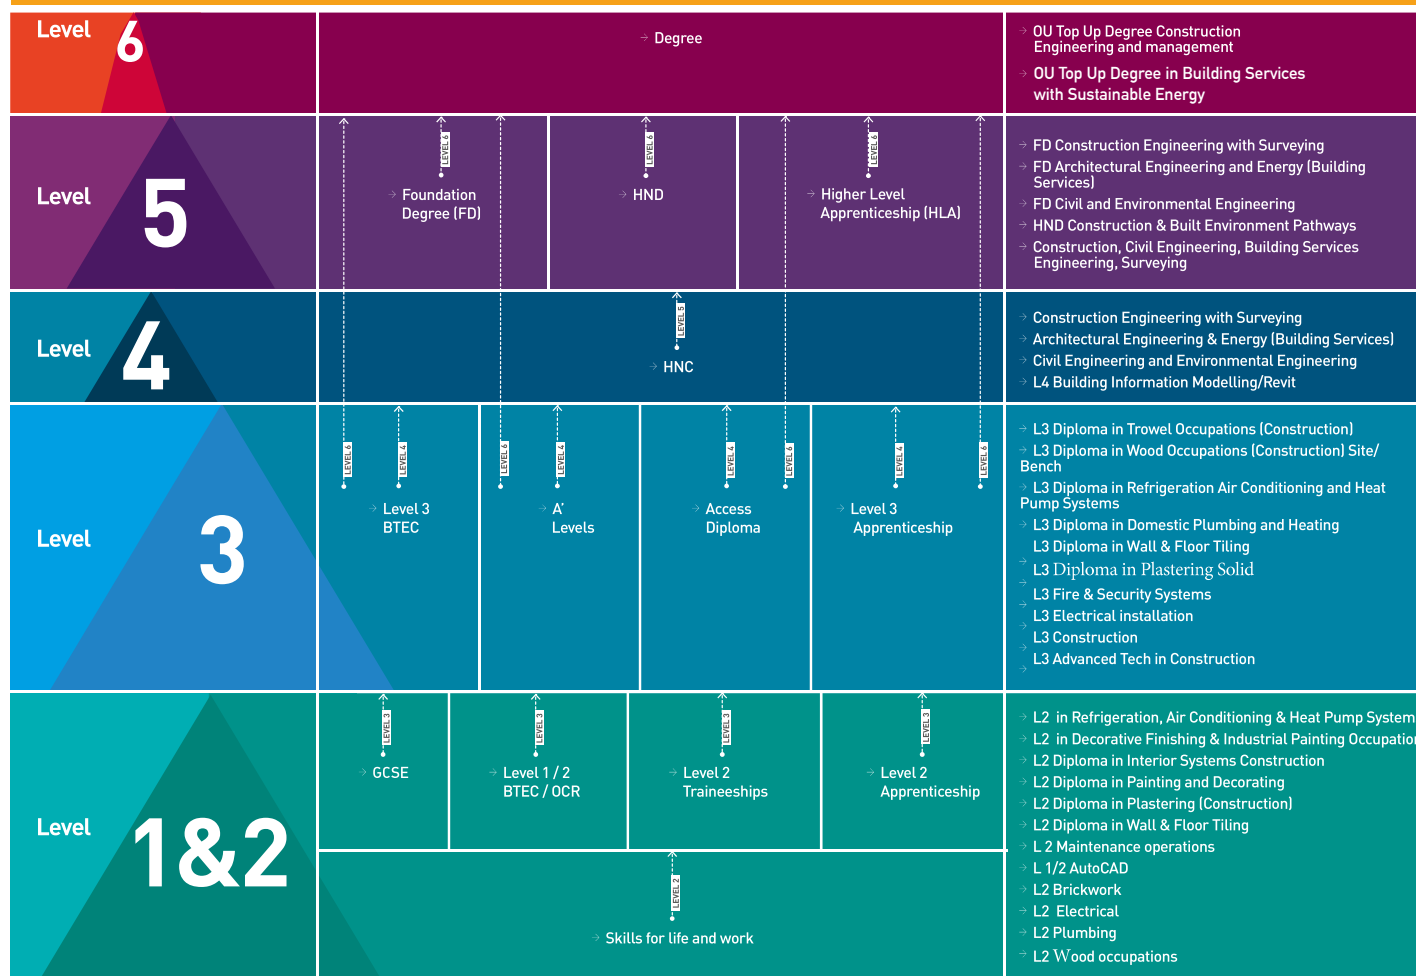 Level 6
→ Degree
→ OU Top Up Degree Construction
Engineering and management
→ OU Top Up Degree in Building Services
with Sustainable Energy
Level 5
LEVEL 6
LEVEL 6
LEVEL 6
→ Foundation
Degree (FD)
→ HND
→ Higher Level
Apprenticeship (HLA)
→ FD Construction Engineering with Surveying
→ FD Architectural Engineering and Energy (Building
Services)
→ FD Civil and Environmental Engineering
→ HND Construction & Built Environment Pathways
→ Construction, Civil Engineering, Building Services
Engineering, Surveying
Level 4
LEVEL 5
→ HNC
→ Construction Engineering with Surveying
→ Architectural Engineering & Energy (Building Services)
→ Civil Engineering and Environmental Engineering
→ L4 Building Information Modelling/Revit
Level 3
LEVEL 6
LEVEL 4
LEVEL 6
LEVEL 4
LEVEL 4
LEVEL 6
LEVEL 4
LEVEL 6
→ Level 3
BTEC
→ A'
Levels
→ Access
Diploma
→ Level 3
Apprenticeship
→ L3 Diploma in Trowel Occupations (Construction)
→ L3 Diploma in Wood Occupations (Construction) Site/
Bench
→ L3 Diploma in Refrigeration Air Conditioning and Heat
Pump Systems
→ L3 Diploma in Domestic Plumbing and Heating
L3 Diploma in Wall & Floor Tiling
→ L3 Diploma in Plastering Solid
→ L3 Fire & Security Systems
→ L3 Electrical installation
→ L3 Construction
→ L3 Advanced Tech in Construction
Level 1&2
LEVEL 3
LEVEL 3
LEVEL 3
LEVEL 3
→ GCSE
→ Level 1 / 2
BTEC / OCR
→ Level 2
Traineeships
→ Level 2
Apprenticeship
LEVEL 2
→ Skills for life and work
→ L2 in Refrigeration, Air Conditioning & Heat Pump System
→ L2 in Decorative Finishing & Industrial Painting Occupatio
→ L2 Diploma in Interior Systems Construction
→ L2 Diploma in Painting and Decorating
→ L2 Diploma in Plastering (Construction)
→ L2 Diploma in Wall & Floor Tiling
→ L 2 Maintenance operations
→ L 1/2 AutoCAD
→ L2 Brickwork
→ L2 Electrical
→ L2 Plumbing
→ L2 Wood occupations